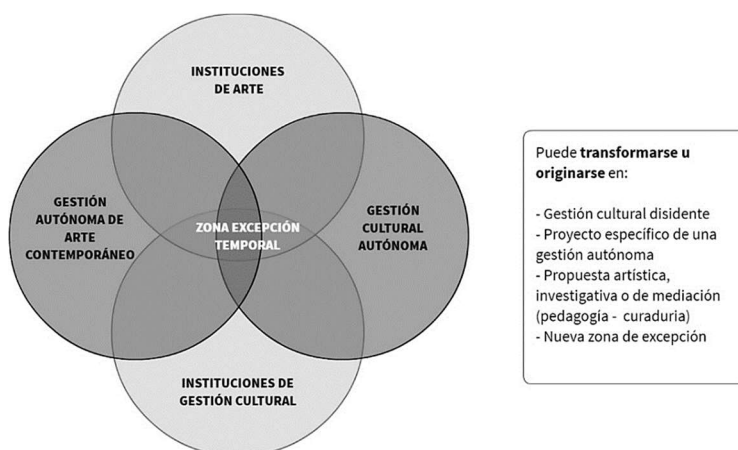 INSTITUCIONES
DE ARTE
GESTIÓN
AUTÓNOMA DE
ARTE
CONTEMPORÁNEO
ZONA EXCEPCIÓN
TEMPORAL
GESTIÓN
CULTURAL
AUTÓNOMA
INSTITUCIONES DE
GESTIÓN CULTURAL
Puede transformarse u
originarse en:
- Gestión cultural disidente
- Proyecto específico de una
gestión autónoma
- Propuesta artística,
investigativa o de mediación
(pedagogía - curaduria)
- Nueva zona de excepción